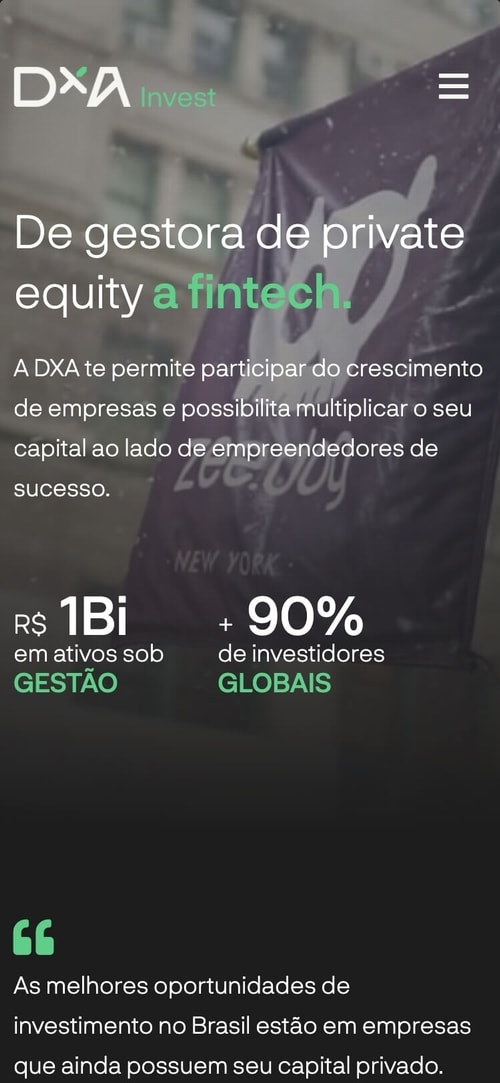 DXA Invest
De gestora de private
equity a fintech.
A DXA te permite participar do crescimento
de empresas e possibilita multiplicar o seu
capital ao lado de empreendedores de
sucesso.
zee.dog
NEW YORK
R$ 1Bi
em ativos sob
GESTÃO
+ 90%
de investidores
GLOBAIS
As melhores oportunidades de
investimento no Brasil estão em empresas
que ainda possuem seu capital privado.